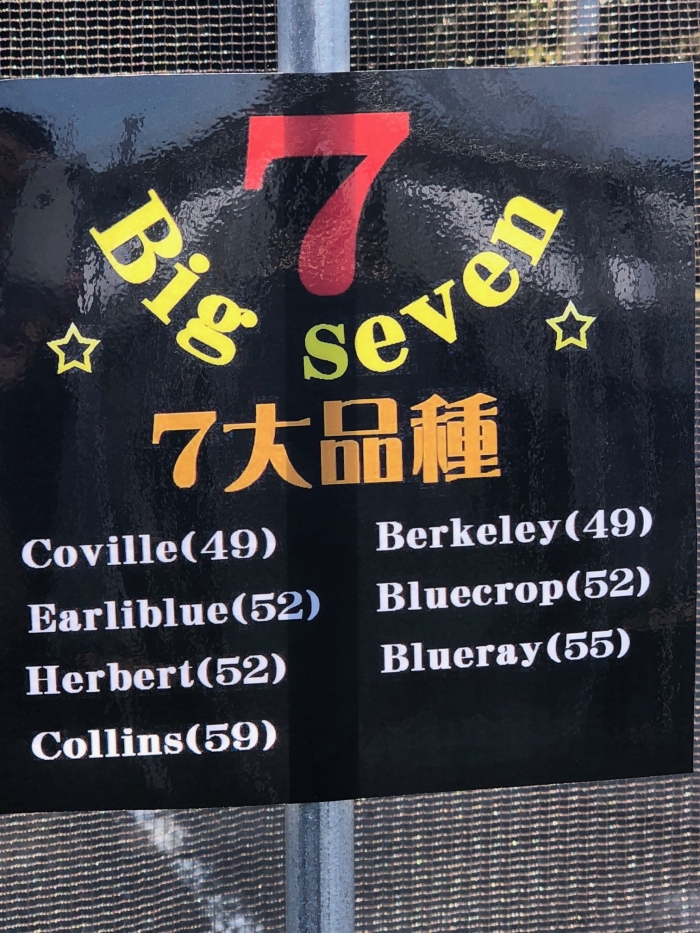 7
Big seven
7大品種
Coville(49)
Berkeley(49)
Earliblue(52)
Bluecrop(52)
Herbert(52)
Blueray(55)
Collins(59)